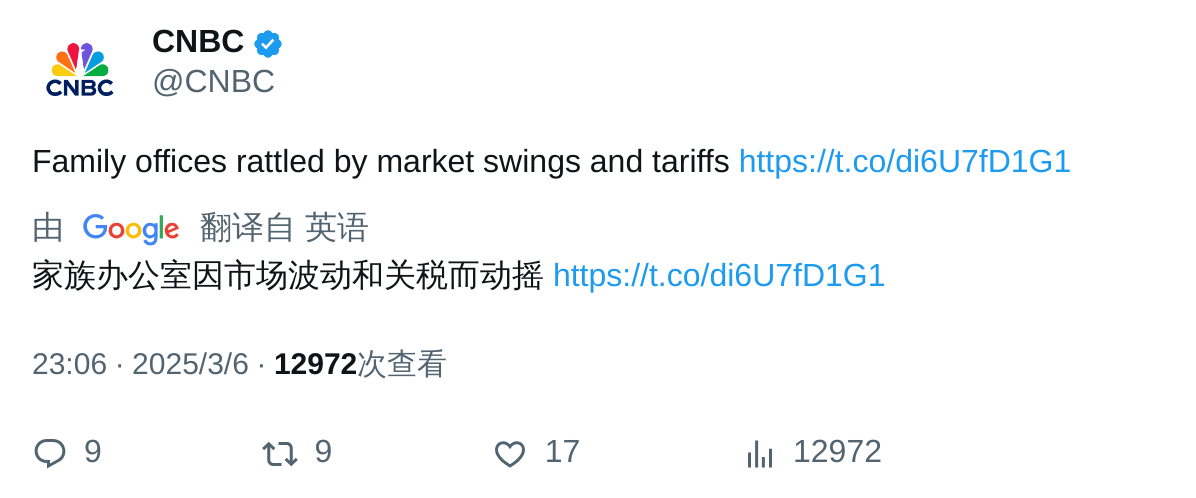 CNBC
CNBC
@CNBC
Family offices rattled by market swings and tariffs https://t.co/di6U7fD1G1
由 Google 翻译自 英语
家族办公室因市场波动和关税而动摇 https://t.co/di6U7fD1G1
23:06 · 2025/3/6 · 12972次查看
9 9 17 12972